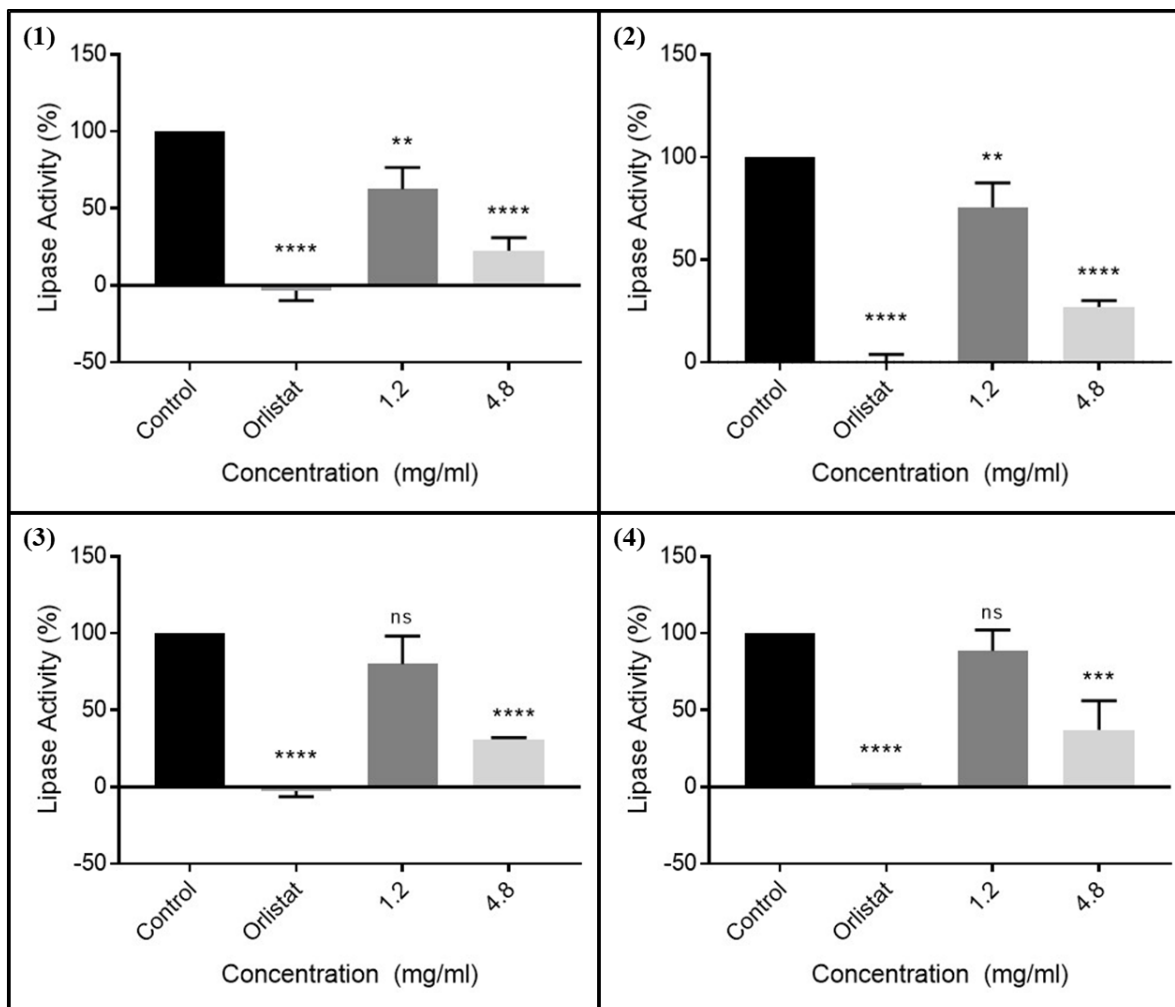 (1)
150
100
50
0
-50
Lipase Activity (%)
**
****
****
Control
Orlistat
1.2
4.8
Concentration (mg/ml)
(2)
150
100
50
0
Lipase Activity (%)
**
****
****
Control
Orlistat
1.2
4.8
Concentration (mg/ml)
(3)
150
100
50
0
-50
Lipase Activity (%)
ns
****
****
Control
Orlistat
1.2
4.8
Concentration (mg/ml)
(4)
150
100
50
0
-50
Lipase Activity (%)
ns
***
****
Control
Orlistat
1.2
4.8
Concentration (mg/ml)